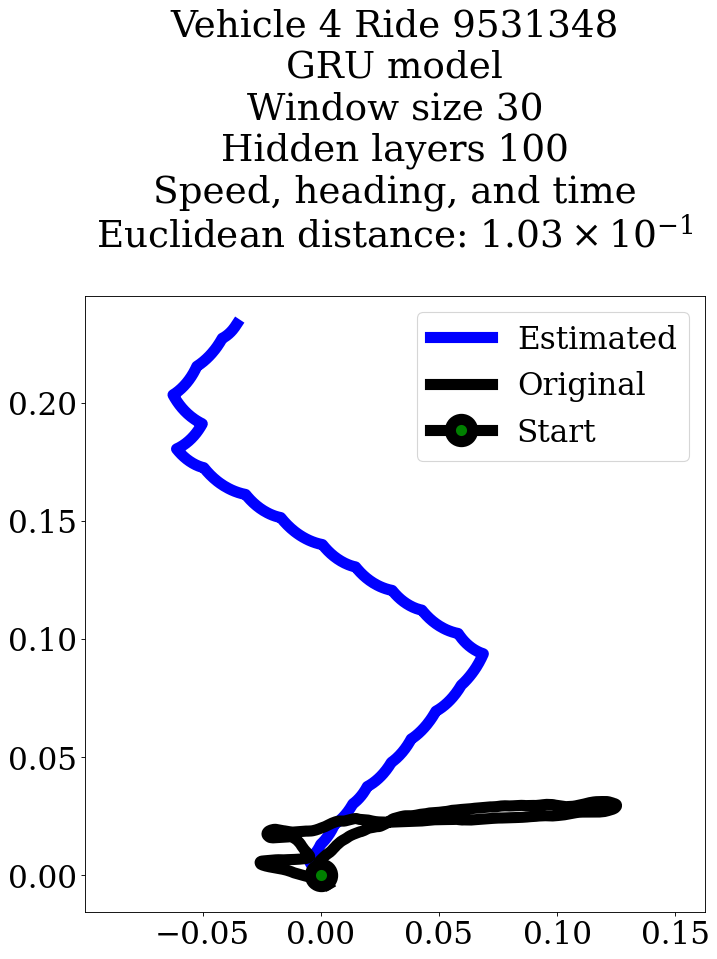 Vehicle 4 Ride 9531348
GRU model
Window size 30
Hidden layers 100
Speed, heading, and time
Euclidean distance: 1.03 × 10⁻¹
Estimated
Original
Start
0.20
0.15
0.10
0.05
0.00
−0.05 0.00 0.05 0.10 0.15